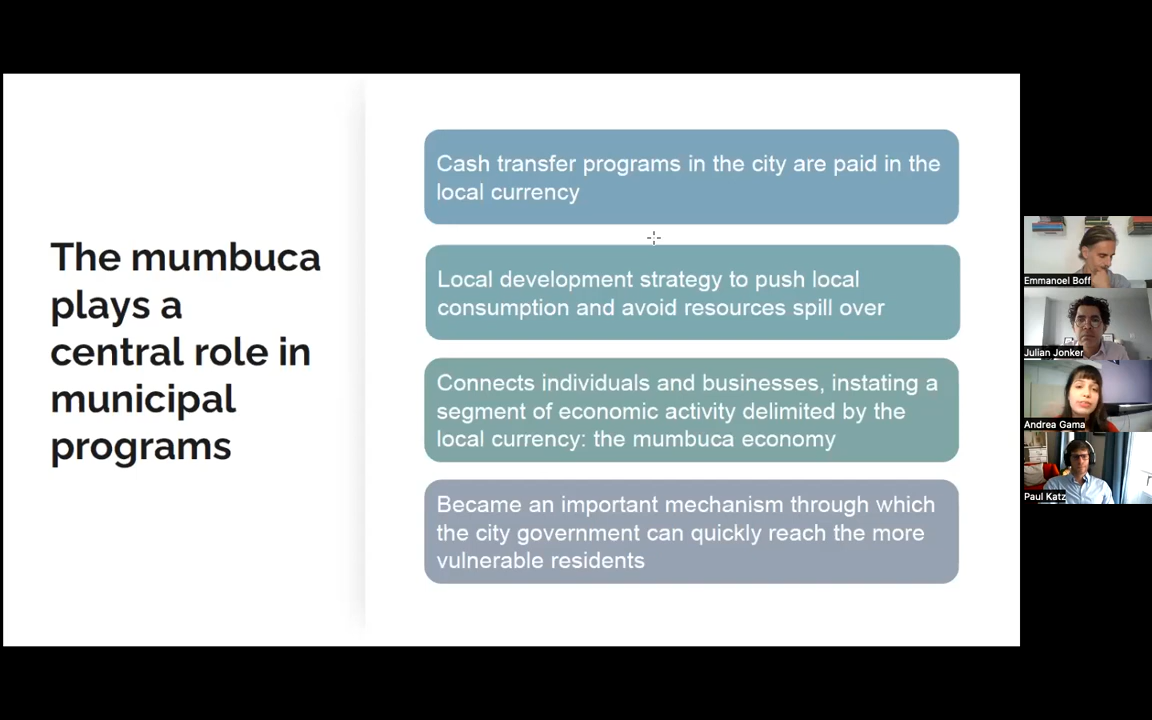 The mumbuca
plays a
central role in
municipal
programs
Cash transfer programs in the city are paid in the
local currency
Local development strategy to push local
consumption and avoid resources spill over
Connects individuals and businesses, instating a
segment of economic activity delimited by the
local currency: the mumbuca economy
Became an important mechanism through which
the city government can quickly reach the more
vulnerable residents
Emmanoel Boff
Julian Jonker
Andrea Gama
Paul Katz